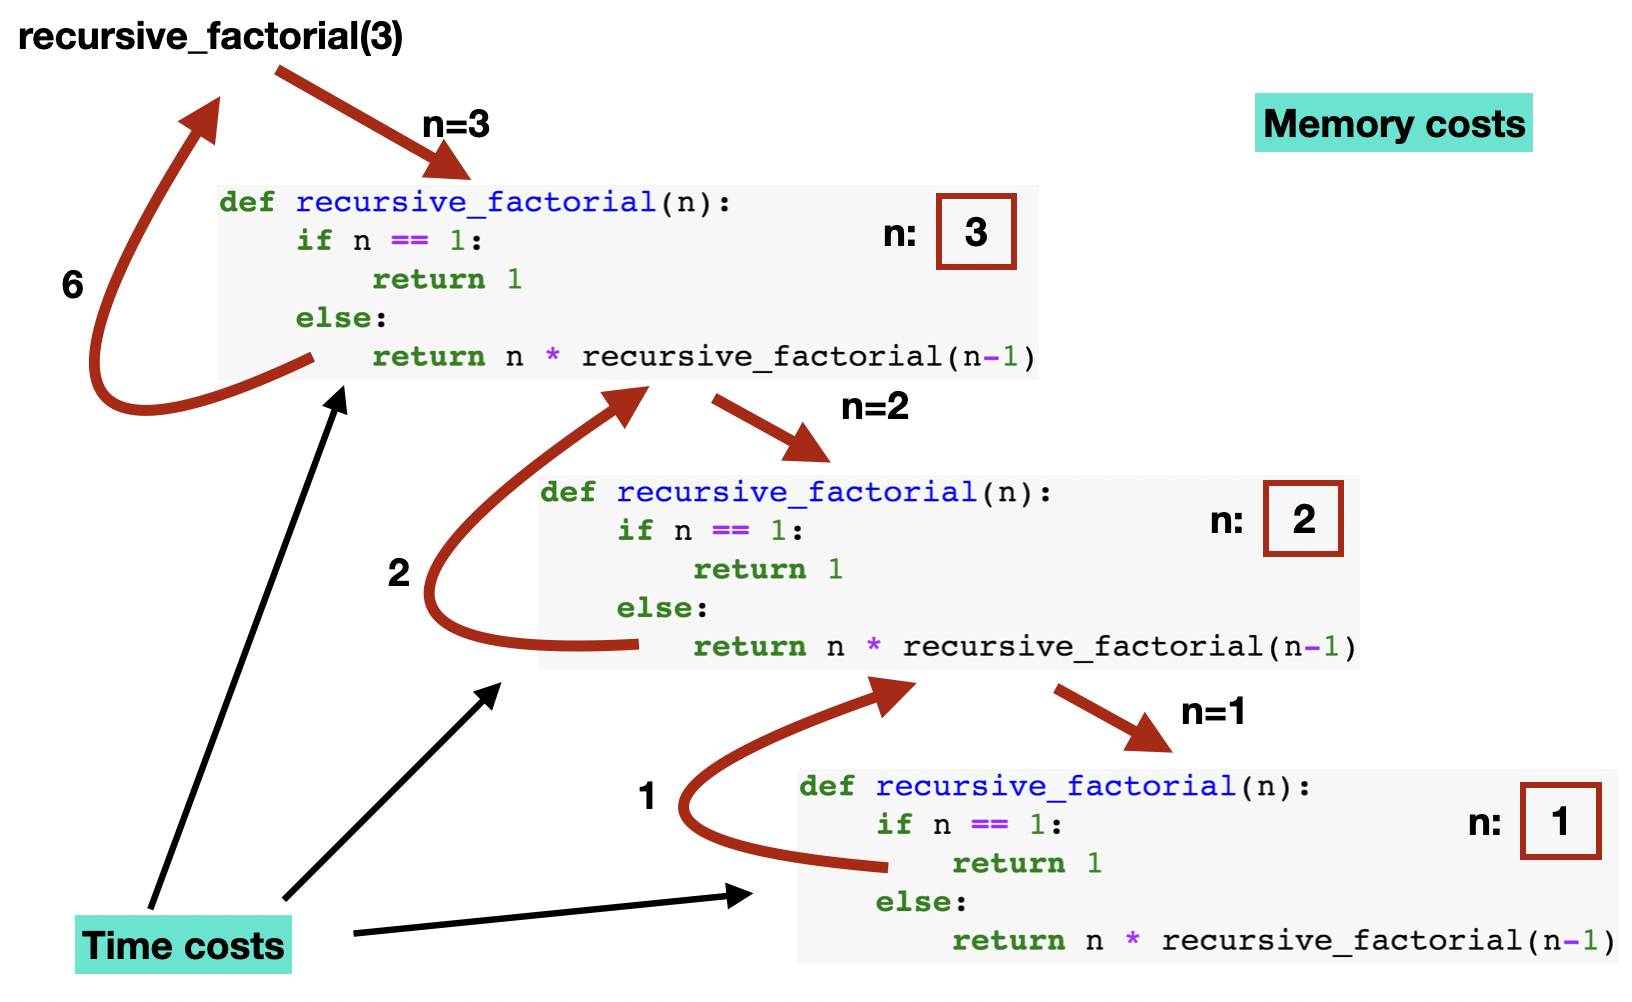 recursive_factorial(3)
n=3
Memory costs
def recursive_factorial(n):
    if n == 1:
        return 1
    else:
        return n * recursive_factorial(n-1)
n: 3
6
n=2
def recursive_factorial(n):
    if n == 1:
        return 1
    else:
        return n * recursive_factorial(n-1)
n: 2
2
n=1
def recursive_factorial(n):
    if n == 1:
        return 1
    else:
        return n * recursive_factorial(n-1)
n: 1
1
Time costs